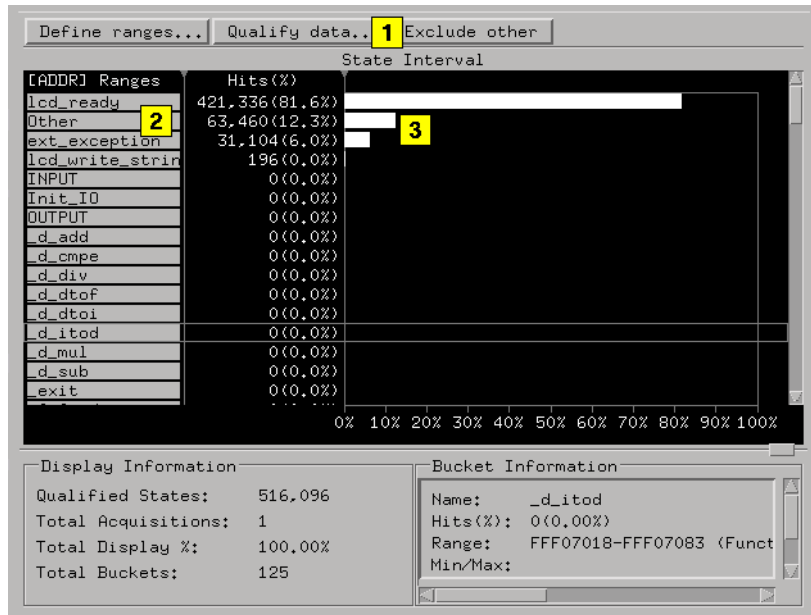 Define ranges... Qualify data.. 1 Exclude other
State Interval
[ADDR] Ranges Hits(%)
lcd_ready 421,336(81.6%)
Other 2 63,460(12.3%) 3
ext_exception 31,104(6.0%)
lcd_write_strin 196(0.0%)
INPUT 0(0.0%)
Init_IO 0(0.0%)
OUTPUT 0(0.0%)
_d_add 0(0.0%)
_d_cmpe 0(0.0%)
_d_div 0(0.0%)
_d_dtof 0(0.0%)
_d_dtoi 0(0.0%)
_d_itod 0(0.0%)
_d_mul 0(0.0%)
_d_sub 0(0.0%)
_exit 0(0.0%)
0% 10% 20% 30% 40% 50% 60% 70% 80% 90% 100%
Display Information
Qualified States: 516,096
Total Acquisitions: 1
Total Display %: 100.00%
Total Buckets: 125
Bucket Information
Name: _d_itod
Hits(%): 0(0.00%)
Range: FFF07018-FFF07083 (Funct
Min/Max: